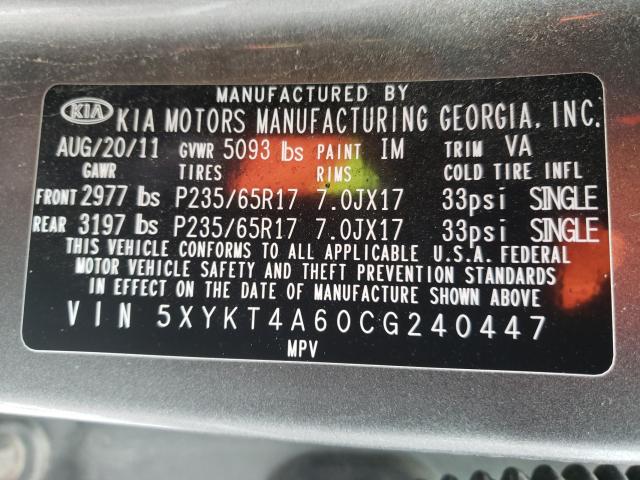 MANUFACTURED BY
KIA KIA MOTORS MANUFACTURING GEORGIA, INC.
AUG/20/11 GVWR 5093 lbs PAINT IM TRIM VA
GAWR TIRES RIMS COLD TIRE INFL
FRONT 2977 lbs P235/65R17 7.0JX17 33psi SINGLE
REAR 3197 lbs P235/65R17 7.0JX17 33psi SINGLE
THIS VEHICLE CONFORMS TO ALL APPLICABLE U.S.A. FEDERAL
MOTOR VEHICLE SAFETY AND THEFT PREVENTION STANDARDS
IN EFFECT ON THE DATE OF MANUFACTURE SHOWN ABOVE
VIN 5XYKT4A60CG240447
MPV